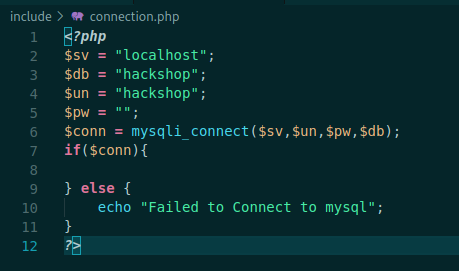 include > connection.php
1 <?php
2 $sv = "localhost";
3 $db = "hackshop";
4 $un = "hackshop";
5 $pw = "";
6 $conn = mysqli_connect($sv,$un,$pw,$db);
7 if($conn){
8
9 } else {
10     echo "Failed to Connect to mysql";
11 }
12 ?>